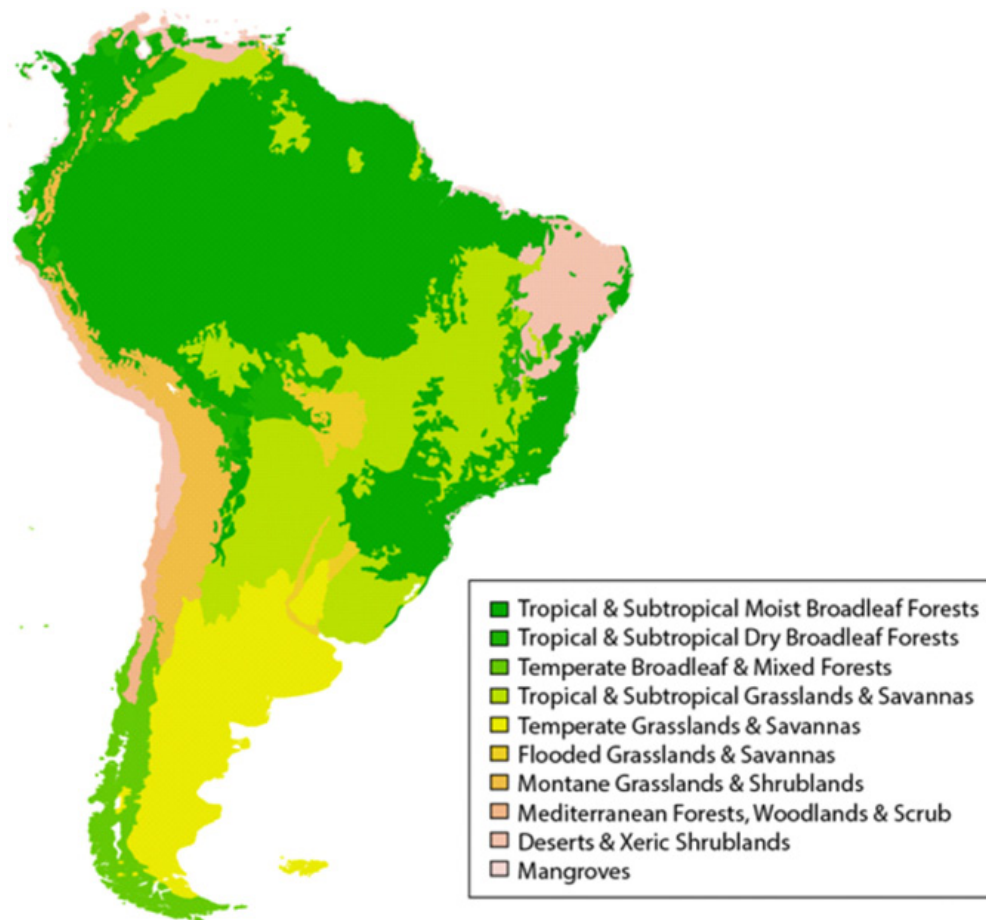 Tropical & Subtropical Moist Broadleaf Forests
Tropical & Subtropical Dry Broadleaf Forests
Temperate Broadleaf & Mixed Forests
Tropical & Subtropical Grasslands & Savannas
Temperate Grasslands & Savannas
Flooded Grasslands & Savannas
Montane Grasslands & Shrublands
Mediterranean Forests, Woodlands & Scrub
Deserts & Xeric Shrublands
Mangroves